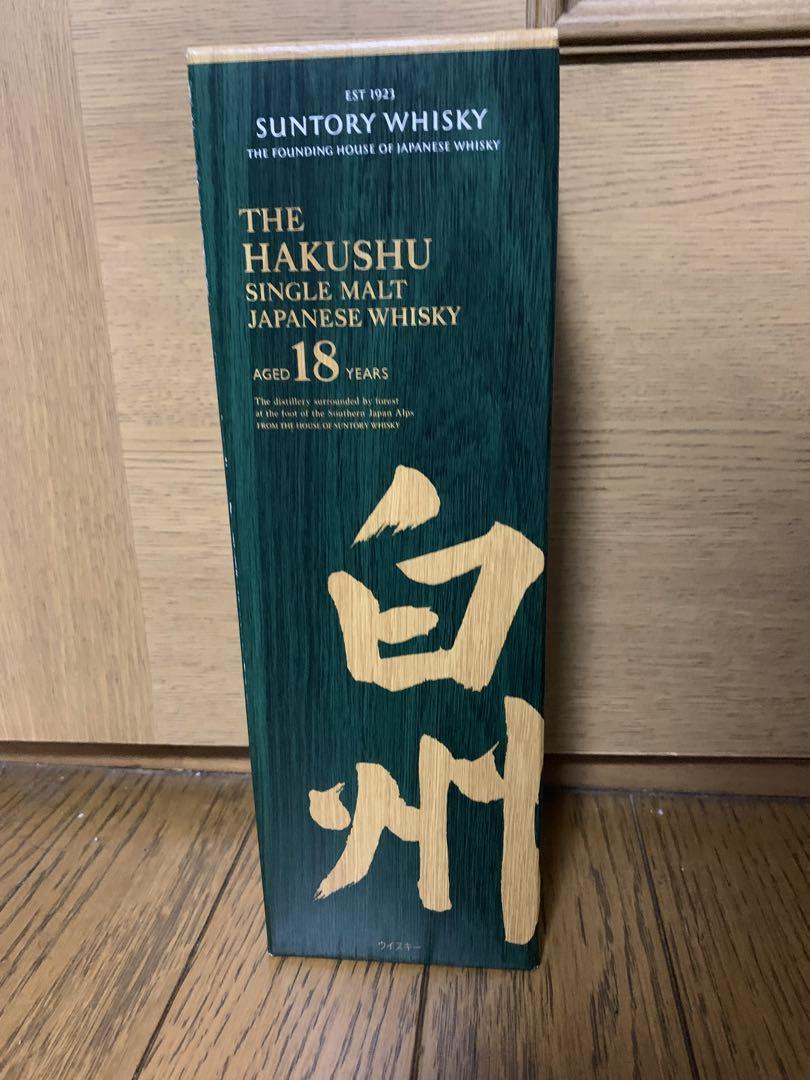 EST 1923
SUNTORY WHISKY
THE FOUNDING HOUSE OF JAPANESE WHISKY
THE
HAKUSHU
SINGLE MALT
JAPANESE WHISKY
AGED 18 YEARS
The distillery surrounded by forest
at the foot of the Southern Japan Alps
FROM THE HOUSE OF SUNTORY WHISKY
白
州
ウイスキー